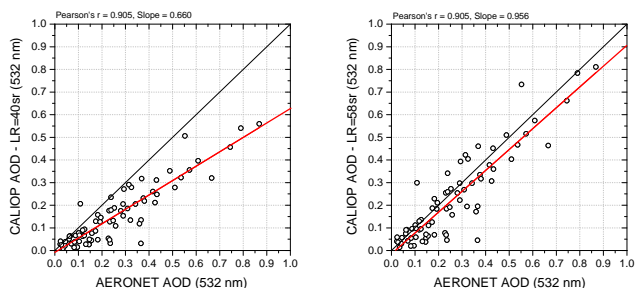 Pearson's r = 0.905, Slope = 0.660
1.0
0.9
0.8
0.7
0.6
0.5
0.4
0.3
0.2
0.1
0.0
CALIOP AOD - LR=40sr (532 nm)
0.0 0.1 0.2 0.3 0.4 0.5 0.6 0.7 0.8 0.9 1.0
AERONET AOD (532 nm)
Pearson's r = 0.905, Slope = 0.956
1.0
0.9
0.8
0.7
0.6
0.5
0.4
0.3
0.2
0.1
0.0
CALIOP AOD - LR=58sr (532 nm)
0.0 0.1 0.2 0.3 0.4 0.5 0.6 0.7 0.8 0.9 1.0
AERONET AOD (532 nm)